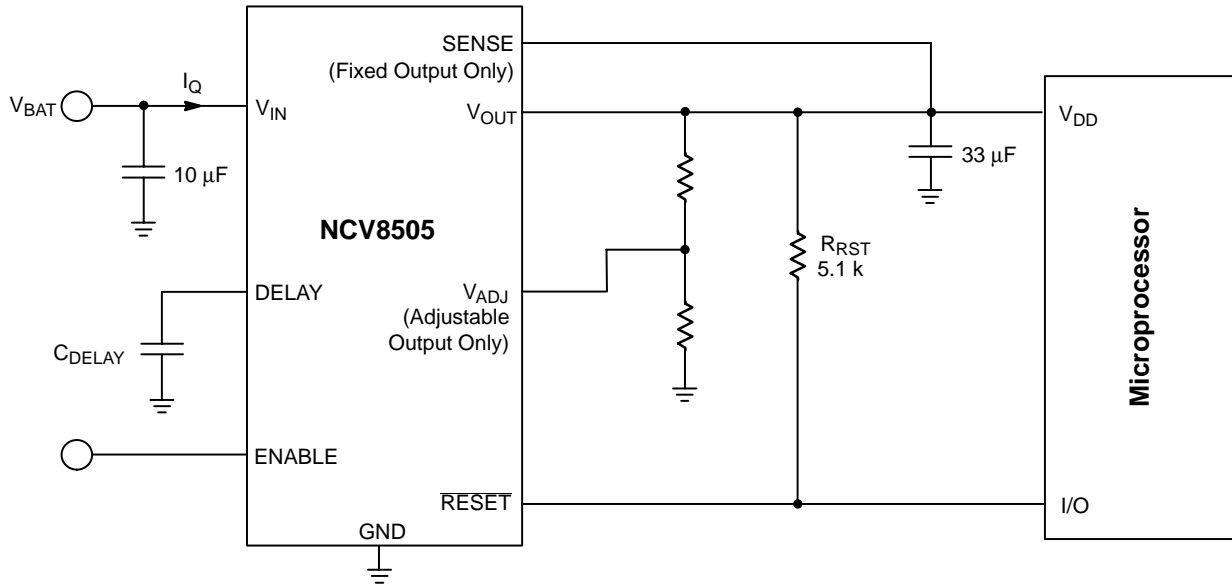 SENSE
(Fixed Output Only)
V_BAT
I_Q
V_IN
V_OUT
V_DD
10 μF
33 μF
NCV8505
R_RST
5.1 k
DELAY
V_ADJ
(Adjustable
Output Only)
C_DELAY
Microprocessor
ENABLE
RESET
I/O
GND